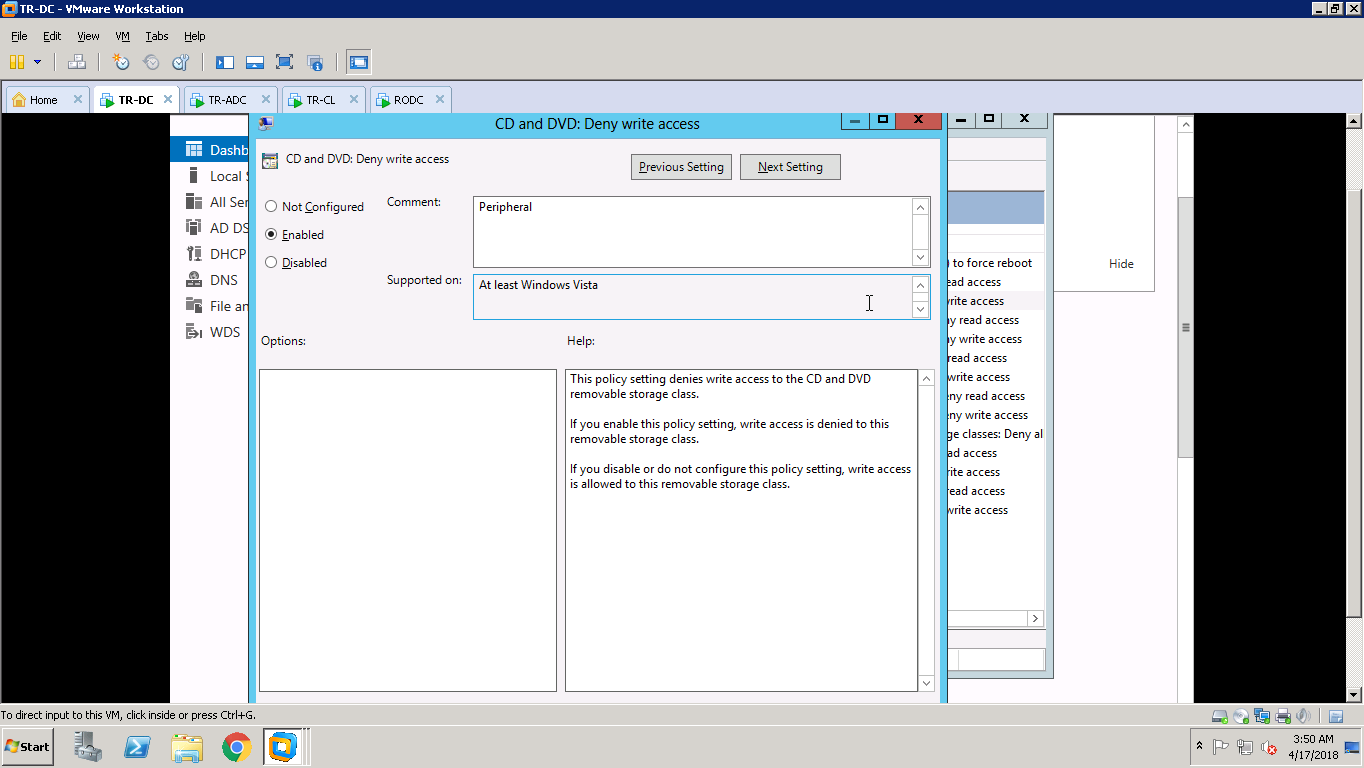 TR-DC - VMware Workstation
File Edit View VM Tabs Help
Home TR-DC TR-ADC TR-CL RODC
CD and DVD: Deny write access
CD and DVD: Deny write access
Previous Setting Next Setting
Not Configured
Enabled
Disabled
Comment:
Peripheral
Supported on:
At least Windows Vista
Options:
Help:
This policy setting denies write access to the CD and DVD
removable storage class.
If you enable this policy setting, write access is denied to this
removable storage class.
If you disable or do not configure this policy setting, write access
is allowed to this removable storage class.
Dashb
Local S
All Ser
AD DS
DHCP
DNS
File an
WDS
) to force reboot
ead access
write access
ny read access
ny write access
read access
write access
eny read access
eny write access
ge classes: Deny al
ad access
rite access
read access
write access
Hide
To direct input to this VM, click inside or press Ctrl+G.
Start
3:50 AM
4/17/2018